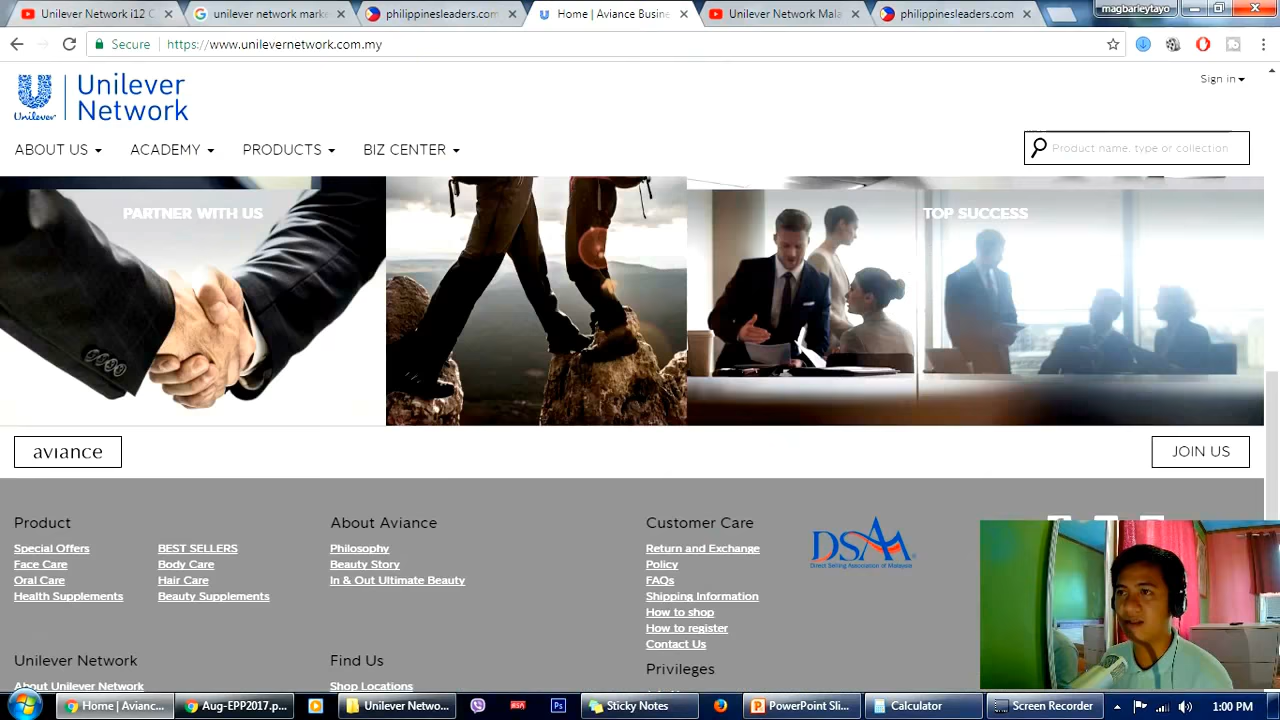 Unilever Network i12 C
unilever network mark
philippinesleaders.com
Home | Aviance Busine
Unilever Network Mala
philippinesleaders.com
magbarleytayo
Secure
https://www.unilevernetwork.com.my
Unilever
Unilever
Network
Sign in
ABOUT US
ACADEMY
PRODUCTS
BIZ CENTER
Product name, type or collection
PARTNER WITH US
TOP SUCCESS
aviance
JOIN US
Product
Special Offers
Face Care
Oral Care
Health Supplements
BEST SELLERS
Body Care
Hair Care
Beauty Supplements
About Aviance
Philosophy
Beauty Story
In & Out Ultimate Beauty
Customer Care
Return and Exchange
Policy
FAQs
Shipping Information
How to shop
How to register
Contact Us
DSAM
Direct Selling Association of Malaysia
Unilever Network
About Unilever Network
Find Us
Shop Locations
Privileges
Home | Avianc...
Aug-EPP2017.p...
Unilever Netwo...
RSA
Ps
Sticky Notes
PowerPoint Sli...
Calculator
Screen Recorder
1:00 PM